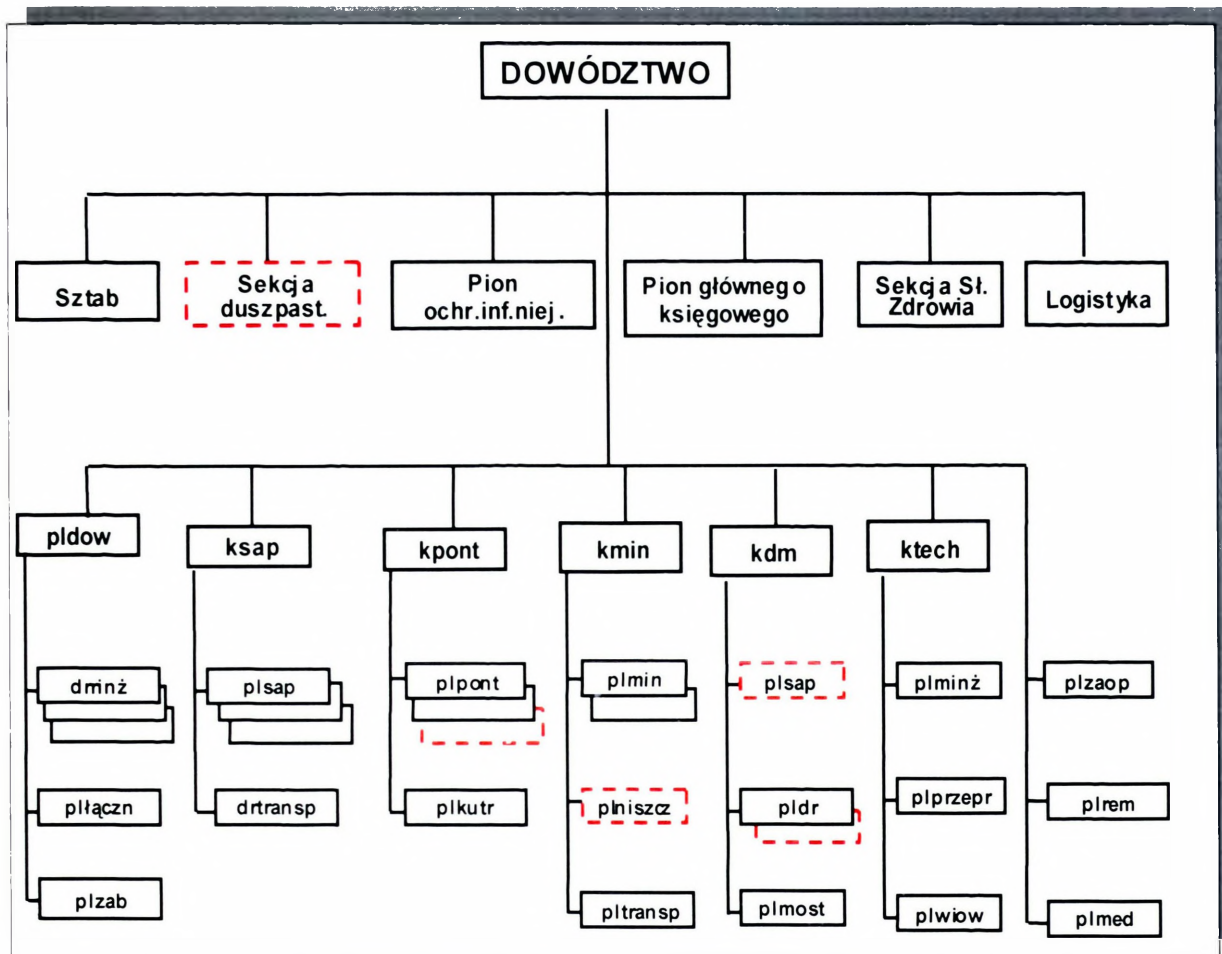 DOWÓDZTWO
Sztab
Sekcja
duszpast.
Pion
ochr.inf.niej.
Pion głównego
księgowego
Sekcja Sł.
Zdrowia
Logistyka
pldow
ksap
kpont
kmin
kdm
ktech
dminż
plsap
plpont
plmin
plsap
plminż
plzaop
plłączn
drtransp
plkutr
plniszcz
pldr
plprzepr
plrem
plzab
pltransp
plmost
plwiow
plmed